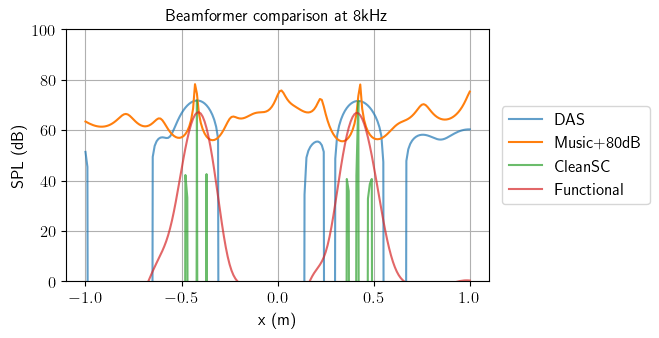 Beamformer comparison at 8kHz
100
80
60
40
20
0
SPL (dB)
−1.0
−0.5
0.0
0.5
1.0
x (m)
DAS
Music+80dB
CleanSC
Functional